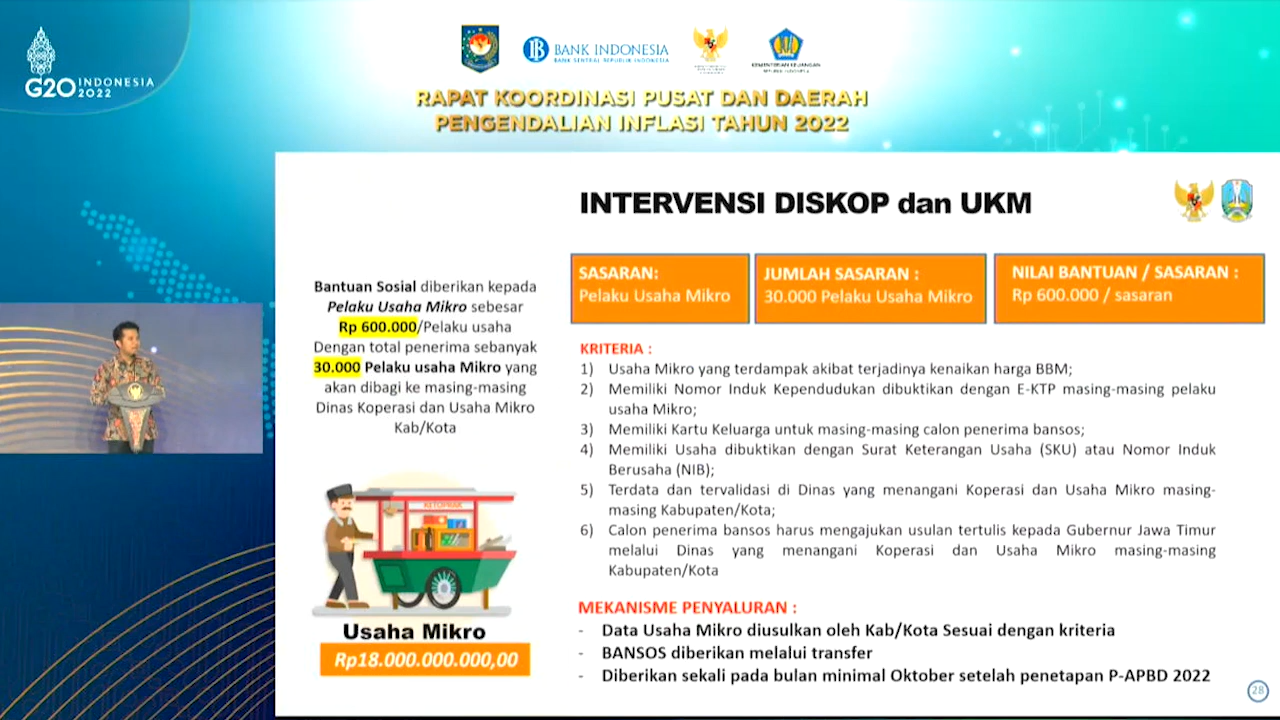 G20 INDONESIA
2022
BANK INDONESIA
BANK SENTRAL REPUBLIK INDONESIA
KEMENTERIAN KEUANGAN
REPUBLIK INDONESIA
RAPAT KOORDINASI PUSAT DAN DAERAH
PENGENDALIAN INFLASI TAHUN 2022
INTERVENSI DISKOP dan UKM
Bantuan Sosial diberikan kepada
Pelaku Usaha Mikro sebesar
Rp 600.000/Pelaku usaha
Dengan total penerima sebanyak
30.000 Pelaku usaha Mikro yang
akan dibagi ke masing-masing
Dinas Koperasi dan Usaha Mikro
Kab/Kota
KETOPRAK
Usaha Mikro
Rp18.000.000.000,00
SASARAN:
Pelaku Usaha Mikro
JUMLAH SASARAN :
30.000 Pelaku Usaha Mikro
NILAI BANTUAN / SASARAN :
Rp 600.000 / sasaran
KRITERIA :
1) Usaha Mikro yang terdampak akibat terjadinya kenaikan harga BBM;
2) Memiliki Nomor Induk Kependudukan dibuktikan dengan E-KTP masing-masing pelaku
usaha Mikro;
3) Memiliki Kartu Keluarga untuk masing-masing calon penerima bansos;
4) Memiliki Usaha dibuktikan dengan Surat Keterangan Usaha (SKU) atau Nomor Induk
Berusaha (NIB);
5) Terdata dan tervalidasi di Dinas yang menangani Koperasi dan Usaha Mikro masing-
masing Kabupaten/Kota;
6) Calon penerima bansos harus mengajukan usulan tertulis kepada Gubernur Jawa Timur
melalui Dinas yang menangani Koperasi dan Usaha Mikro masing-masing
Kabupaten/Kota
MEKANISME PENYALURAN :
- Data Usaha Mikro diusulkan oleh Kab/Kota Sesuai dengan kriteria
- BANSOS diberikan melalui transfer
- Diberikan sekali pada bulan minimal Oktober setelah penetapan P-APBD 2022
28